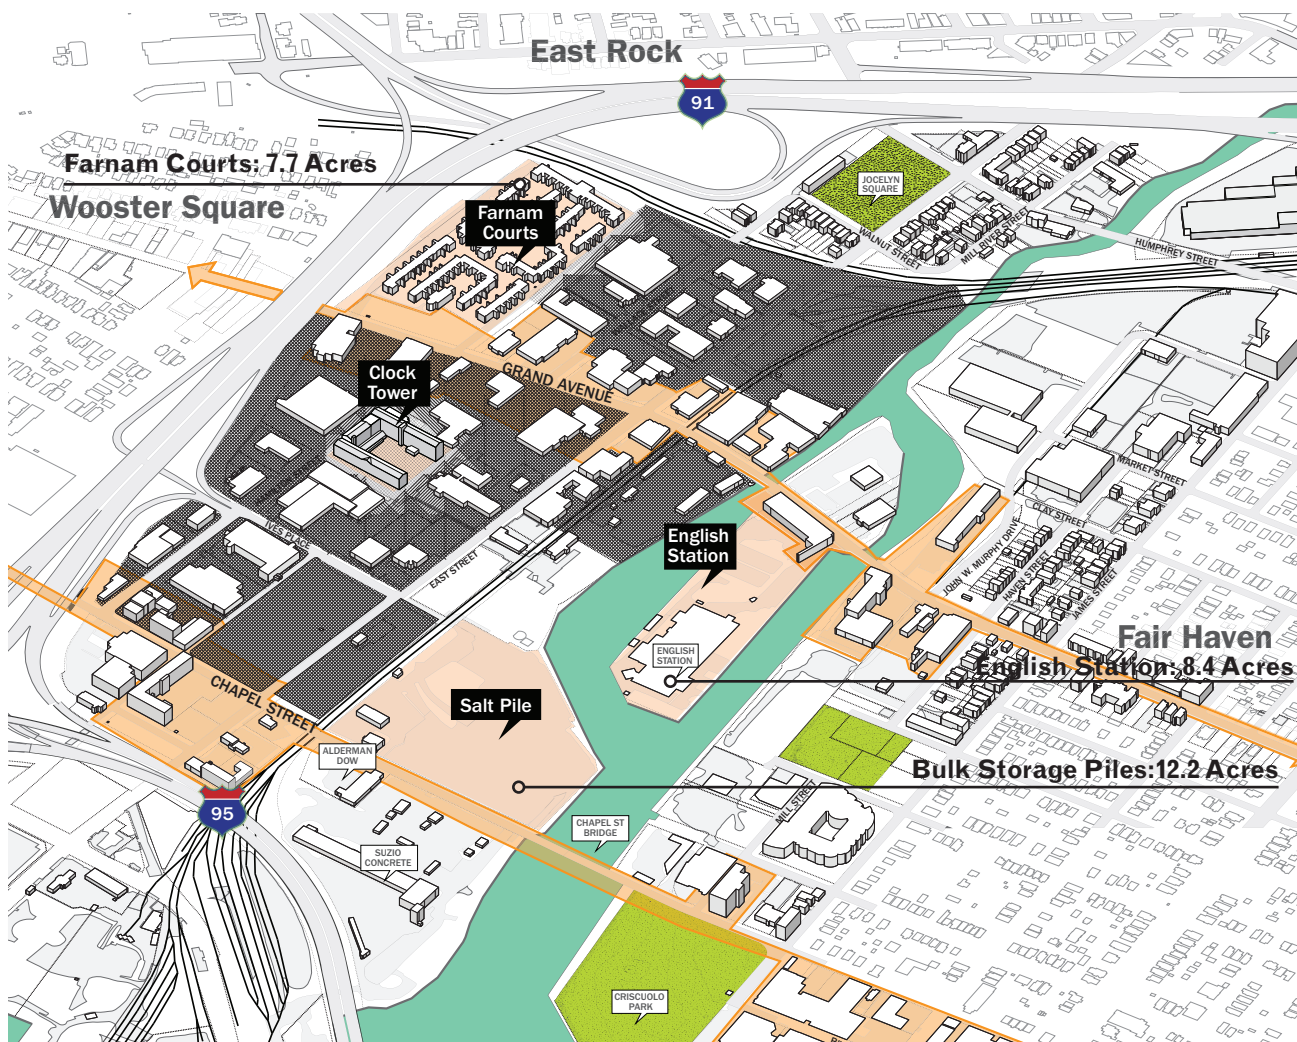 East Rock
91
Farnam Courts: 7.7 Acres
Wooster Square
JOCELYN
SQUARE
Farnam
Courts
WALNUT STREET
MILL RIVER STREET
HUMPHREY STREET
GRAND AVENUE
Clock
Tower
MARKET STREET
CLAY STREET
IVES PLACE
EAST STREET
English
Station
JOHN W. MURPHY DRIVE
HAVEN STREET
JAMES STREET
Fair Haven
ENGLISH
STATION
English Station: 8.4 Acres
CHAPEL STREET
Salt Pile
ALDERMAN
DOW
Bulk Storage Piles:12.2 Acres
MILL STREET
95
CHAPEL ST
BRIDGE
SUZIO
CONCRETE
CRISCUOLO
PARK